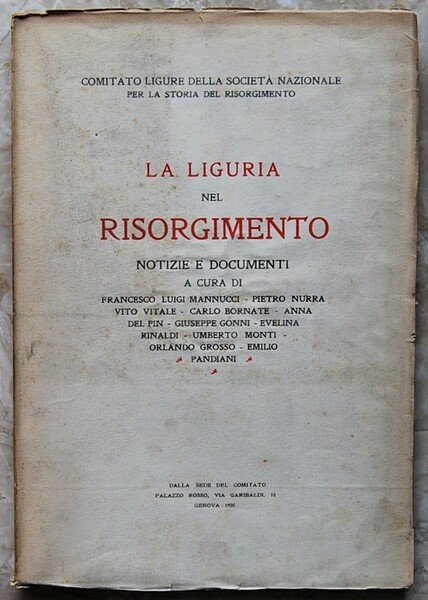 COMITATO LIGURE DELLA SOCIETÀ NAZIONALE
PER LA STORIA DEL RISORGIMENTO
LA LIGURIA
NEL
RISORGIMENTO
NOTIZIE E DOCUMENTI
A CURA DI
FRANCESCO LUIGI MANNUCCI - PIETRO NURRA
VITO VITALE - CARLO BORNATE - ANNA
DEL PIN - GIUSEPPE GONNI - EVELINA
RINALDI - UMBERTO MONTI -
ORLANDO GROSSO - EMILIO
PANDIANI
DALLA SEDE DEL COMITATO
PALAZZO ROSSO, VIA GARIBALDI, 18
GENOVA 1925